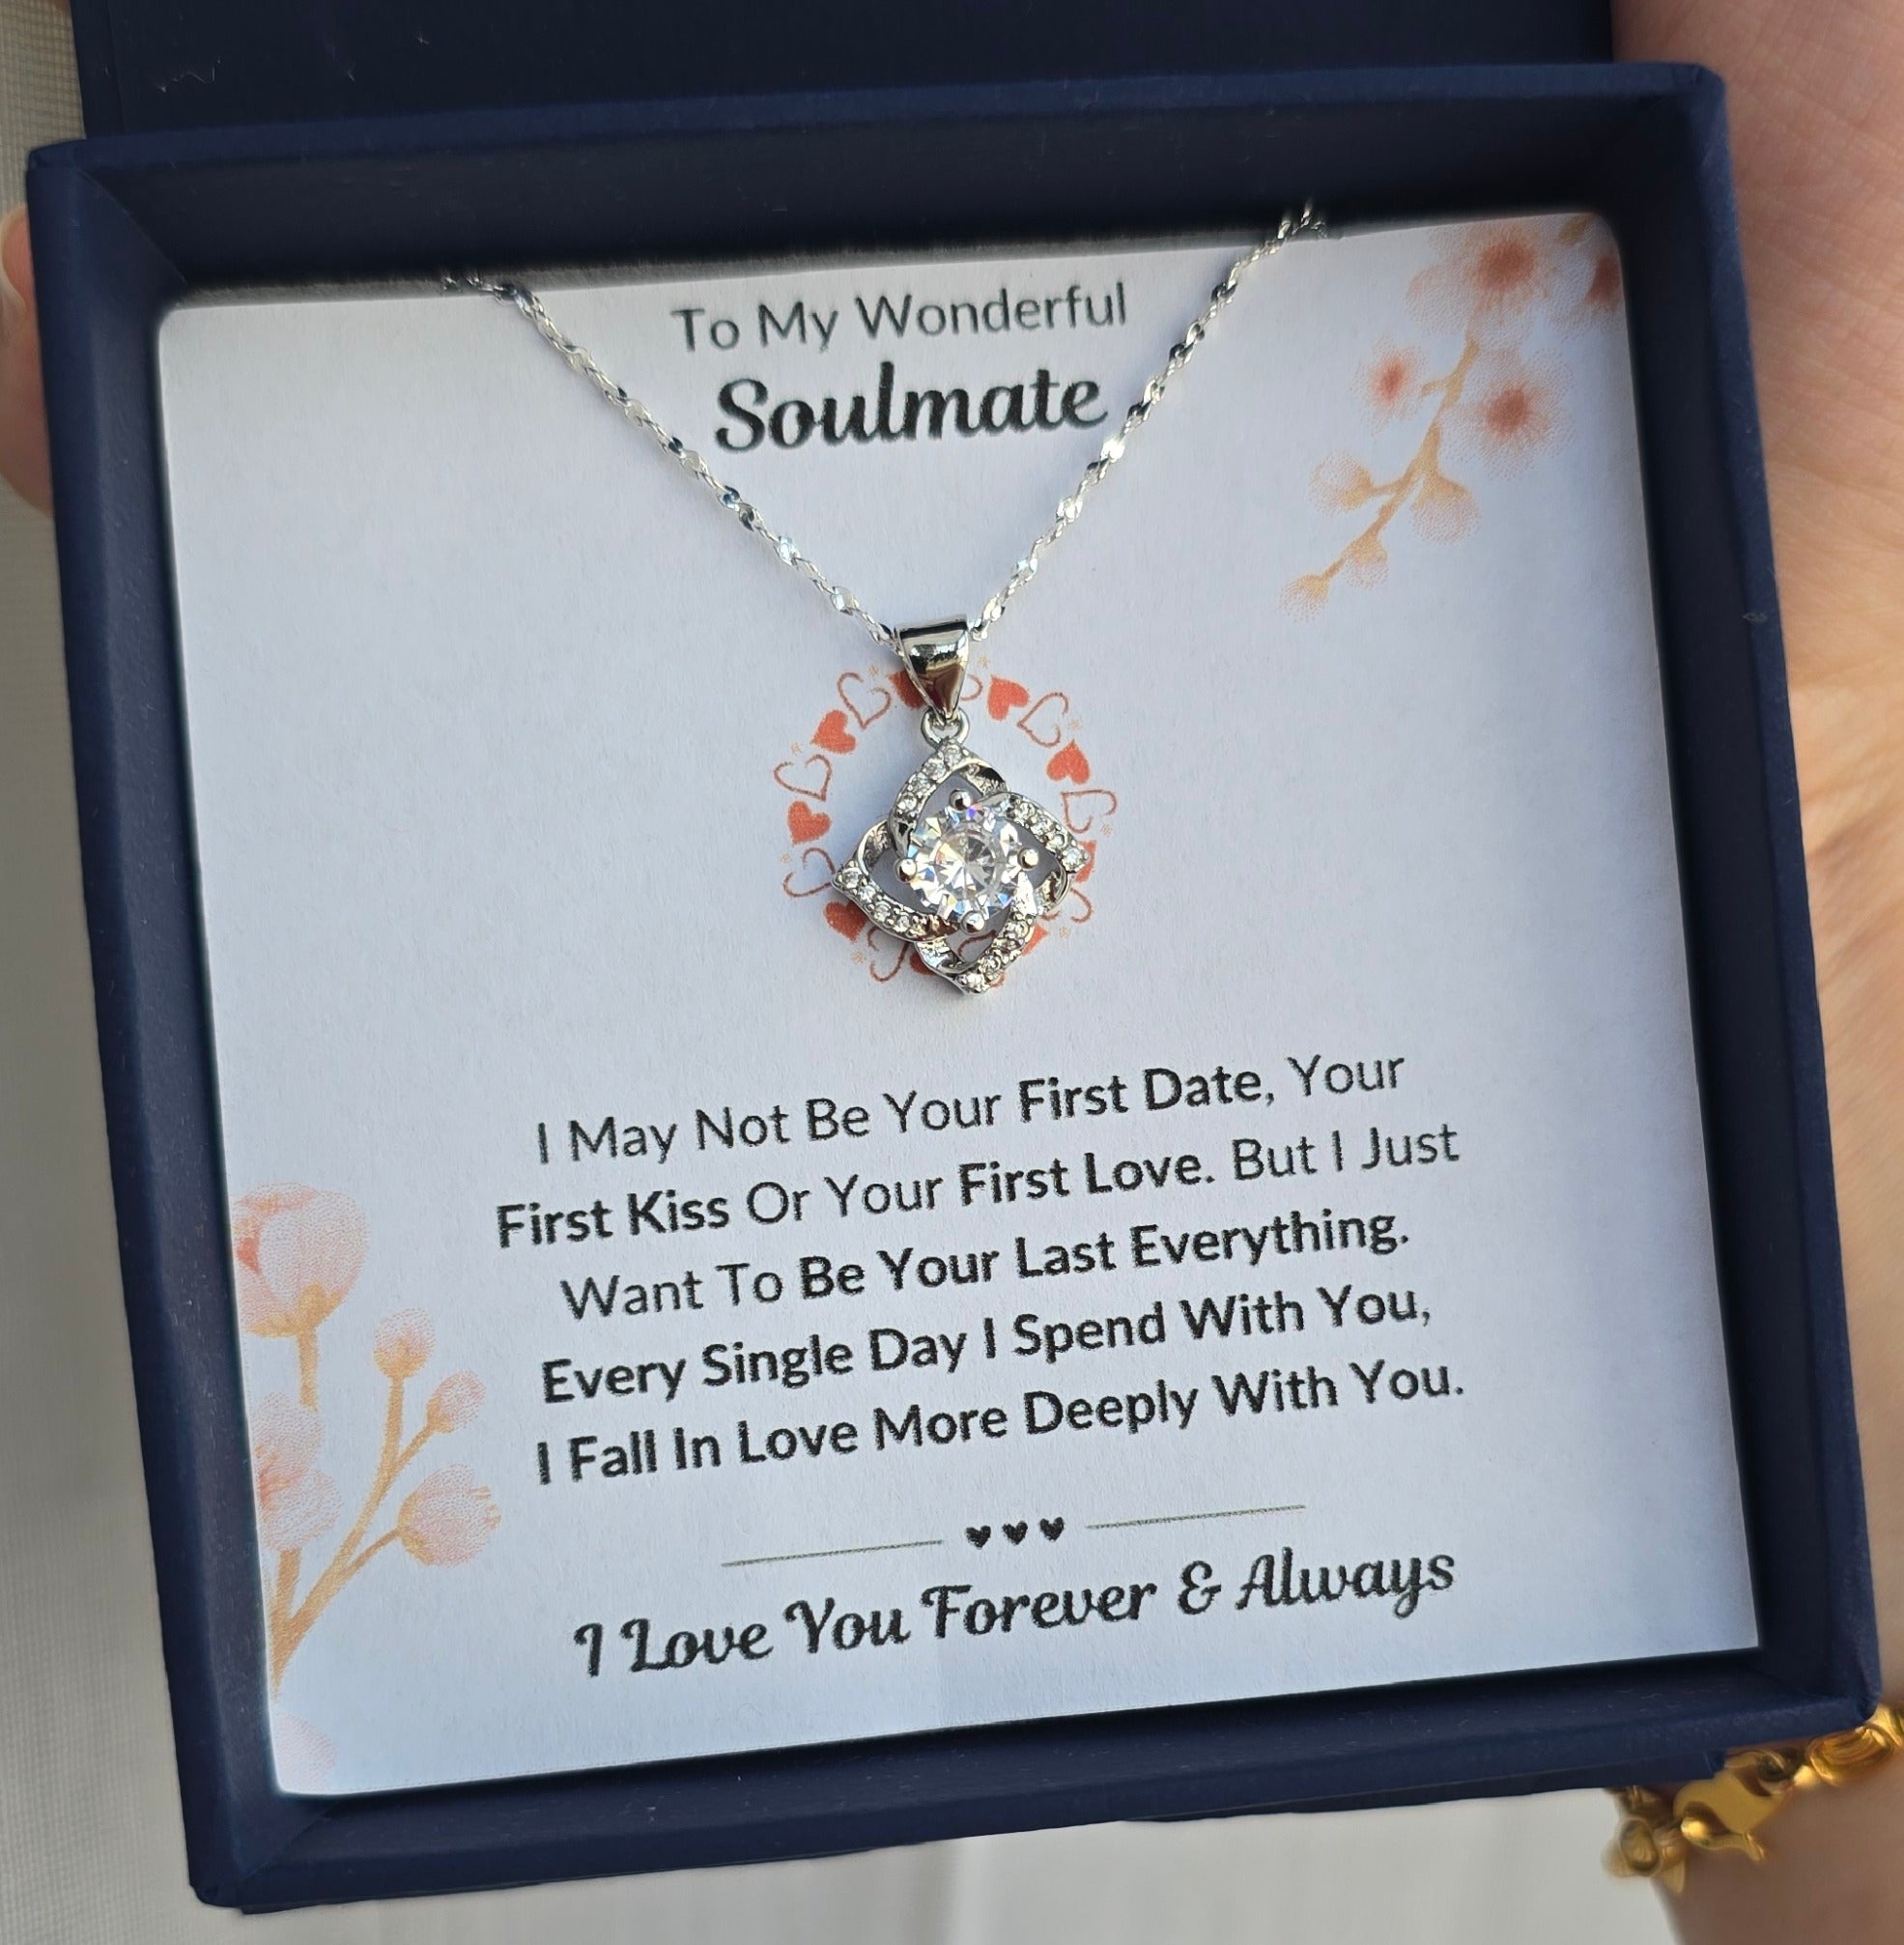 To My Wonderful
Soulmate
I May Not Be Your First Date, Your
First Kiss Or Your First Love. But I Just
Want To Be Your Last Everything.
Every Single Day I Spend With You,
I Fall In Love More Deeply With You.
I Love You Forever & Always